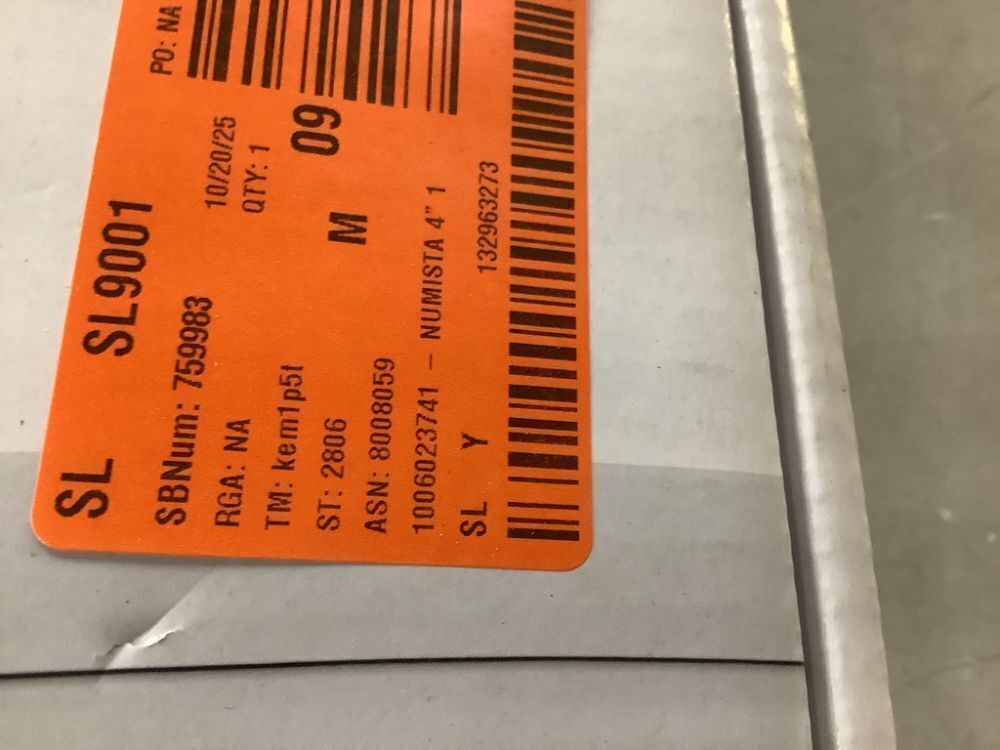 SL SL9001
PO: NA
SBNum: 759983 10/20/25
RGA: NA QTY: 1
TM: kem1p5t
ST: 2806 M 09
ASN: 8008059
1006023741 – NUMISTA 4" 1
SL Y 132963273